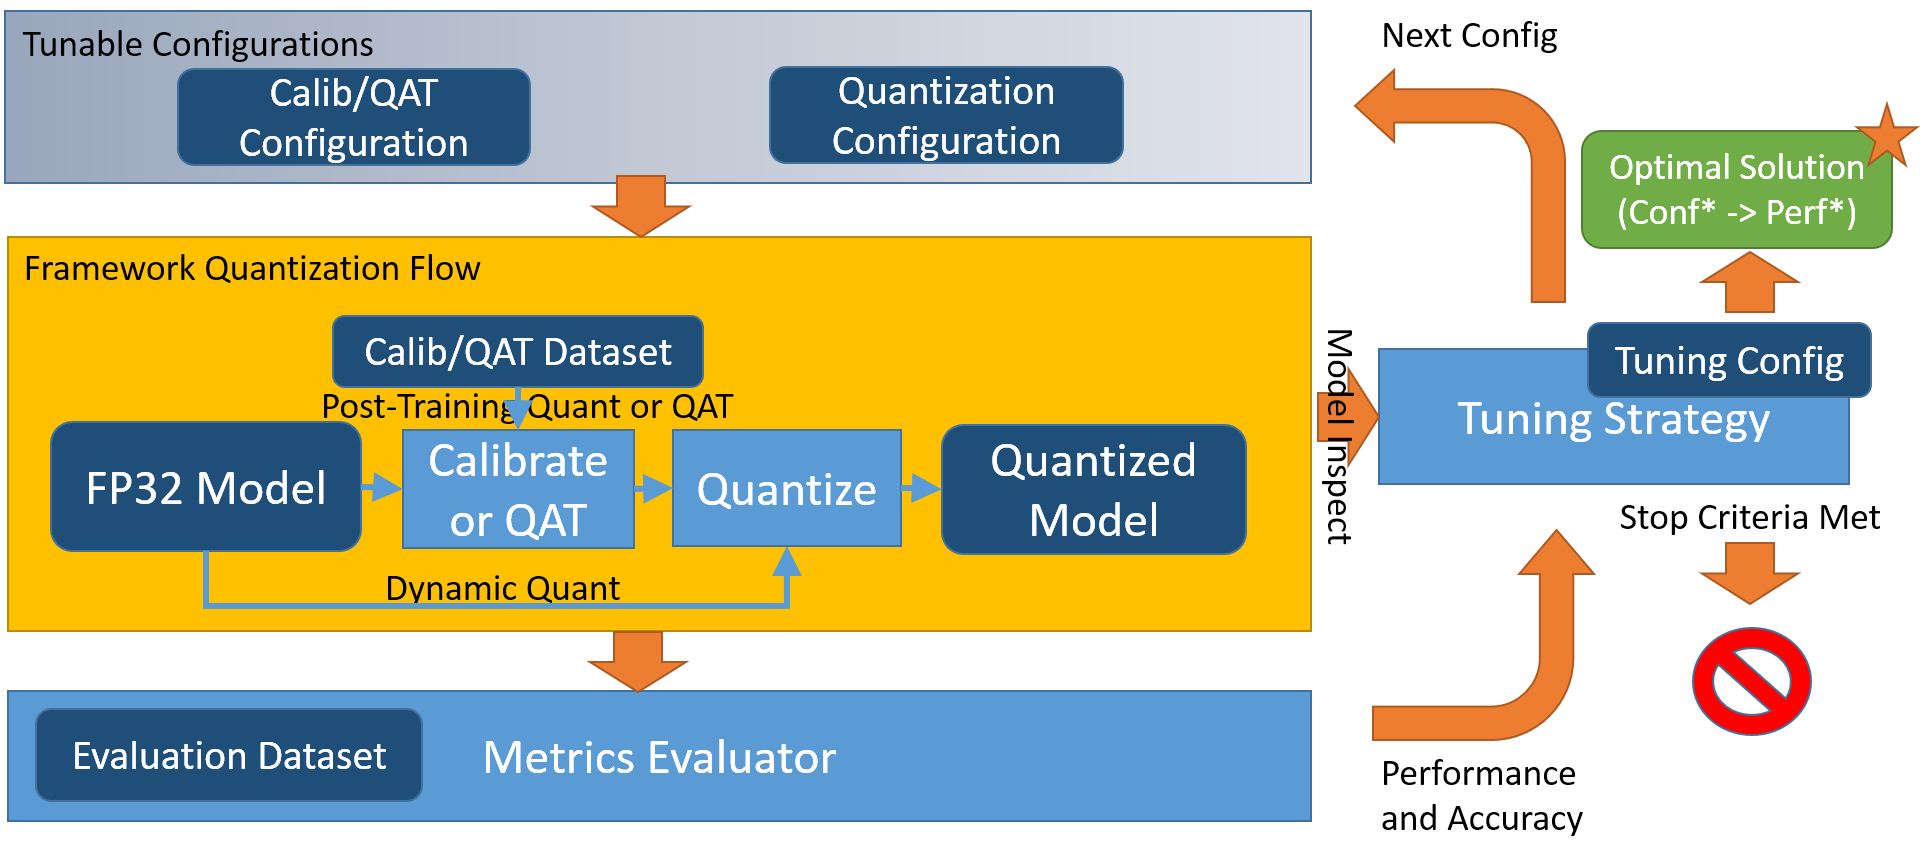 Tunable Configurations
Calib/QAT
Configuration
Quantization
Configuration
Next Config
Optimal Solution
(Conf* -> Perf*)
Framework Quantization Flow
Calib/QAT Dataset
Post-Training Quant or QAT
FP32 Model
Calibrate
or QAT
Quantize
Quantized
Model
Dynamic Quant
Model Inspect
Tuning Config
Tuning Strategy
Stop Criteria Met
Evaluation Dataset
Metrics Evaluator
Performance
and Accuracy